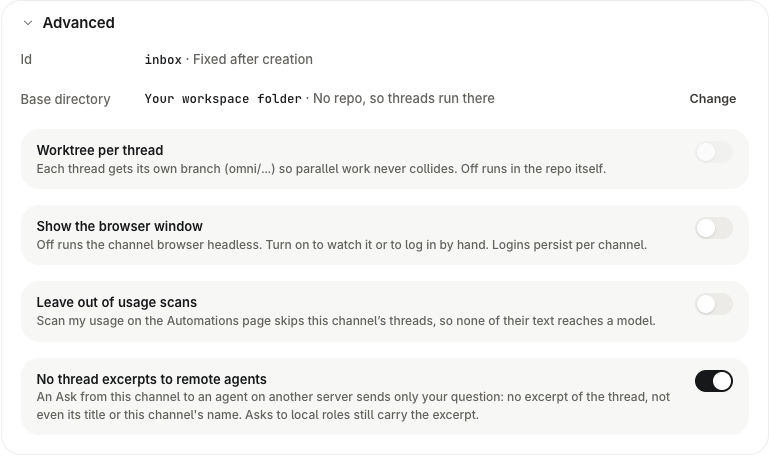 Advanced
Id inbox · Fixed after creation
Base directory Your workspace folder · No repo, so threads run there Change
Worktree per thread
Each thread gets its own branch (omni/...) so parallel work never collides. Off runs in the repo itself.
Show the browser window
Off runs the channel browser headless. Turn on to watch it or to log in by hand. Logins persist per channel.
Leave out of usage scans
Scan my usage on the Automations page skips this channel’s threads, so none of their text reaches a model.
No thread excerpts to remote agents
An Ask from this channel to an agent on another server sends only your question: no excerpt of the thread, not
even its title or this channel's name. Asks to local roles still carry the excerpt.